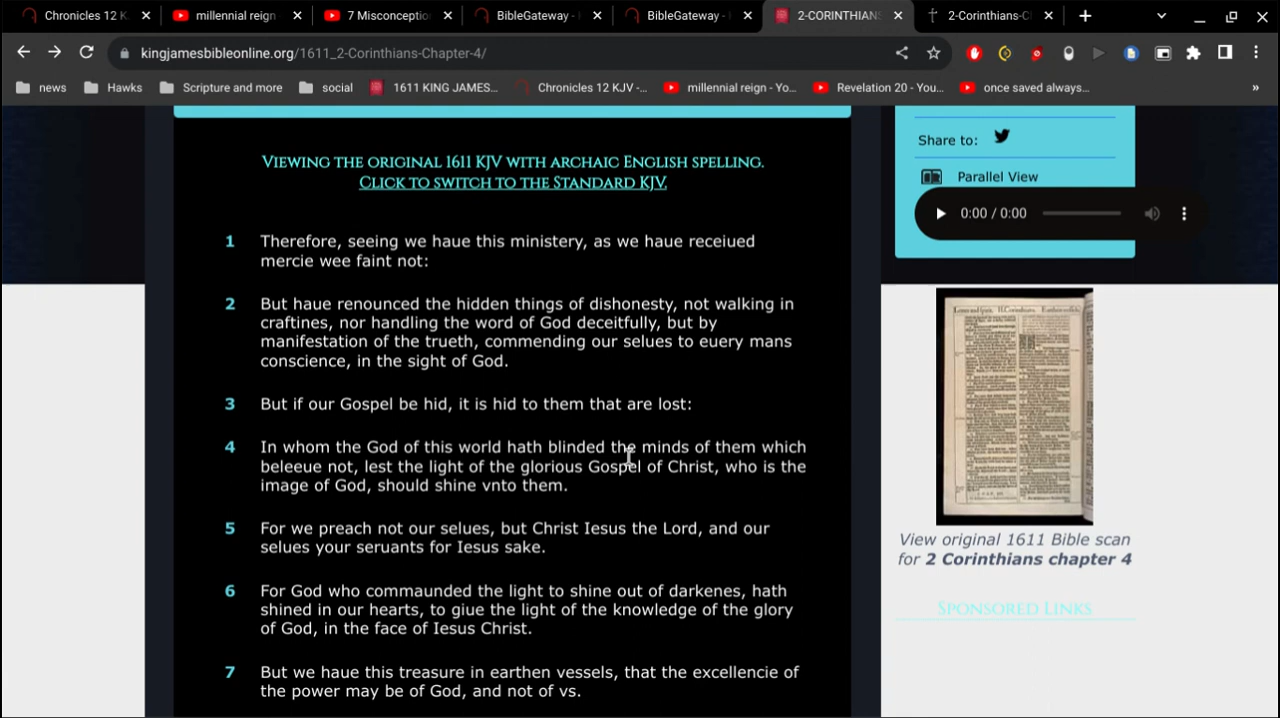 Chronicles 12 K
millennial reign
7 Misconceptio
BibleGateway -
BibleGateway -
2-CORINTHIANS
2-Corinthians-C
kingjamesbibleonline.org/1611_2-Corinthians-Chapter-4/
news
Hawks
Scripture and more
social
1611 KING JAMES...
Chronicles 12 KJV -...
millennial reign - Yo...
Revelation 20 - You...
once saved always...
»
VIEWING THE ORIGINAL 1611 KJV WITH ARCHAIC ENGLISH SPELLING.
CLICK TO SWITCH TO THE STANDARD KJV.
1 Therefore, seeing we haue this ministery, as we haue receiued
mercie wee faint not:
2 But haue renounced the hidden things of dishonesty, not walking in
craftines, nor handling the word of God deceitfully, but by
manifestation of the trueth, commending our selues to euery mans
conscience, in the sight of God.
3 But if our Gospel be hid, it is hid to them that are lost:
4 In whom the God of this world hath blinded the minds of them which
beleeue not, lest the light of the glorious Gospel of Christ, who is the
image of God, should shine vnto them.
5 For we preach not our selues, but Christ Iesus the Lord, and our
selues your seruants for Iesus sake.
6 For God who commaunded the light to shine out of darkenes, hath
shined in our hearts, to giue the light of the knowledge of the glory
of God, in the face of Iesus Christ.
7 But we haue this treasure in earthen vessels, that the excellencie of
the power may be of God, and not of vs.
Share to:
Parallel View
0:00 / 0:00
View original 1611 Bible scan
for 2 Corinthians chapter 4
SPONSORED LINKS